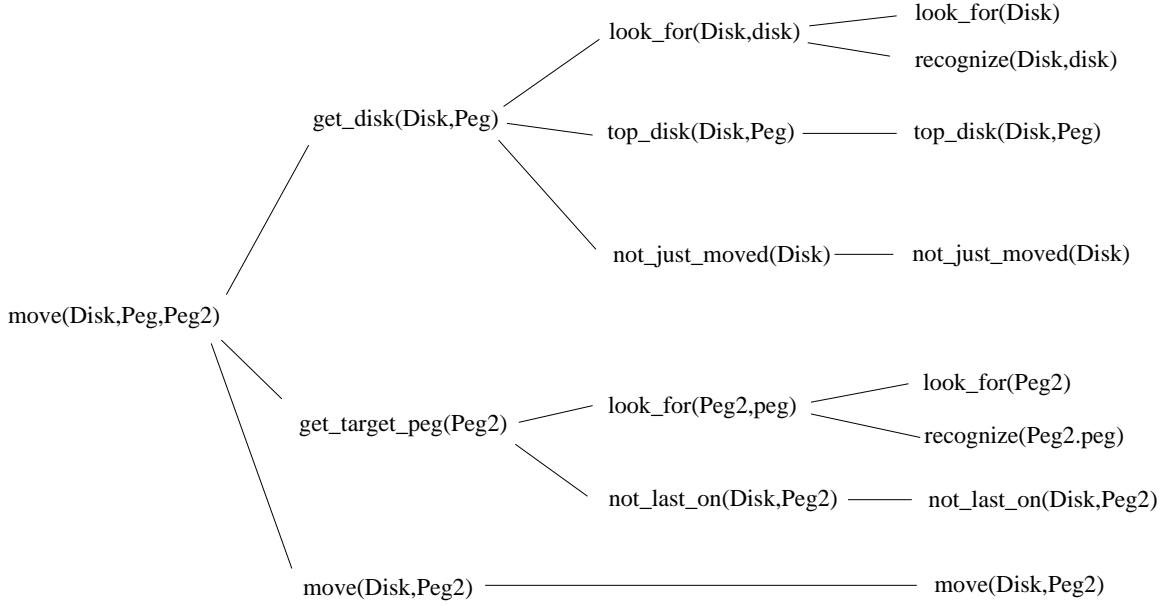 look_for(Disk)
look_for(Disk,disk)
recognize(Disk,disk)
get_disk(Disk,Peg)
top_disk(Disk,Peg)
top_disk(Disk,Peg)
not_just_moved(Disk)
not_just_moved(Disk)
move(Disk,Peg,Peg2)
look_for(Peg2)
look_for(Peg2,peg)
get_target_peg(Peg2)
recognize(Peg2.peg)
not_last_on(Disk,Peg2)
not_last_on(Disk,Peg2)
move(Disk,Peg2)
move(Disk,Peg2)